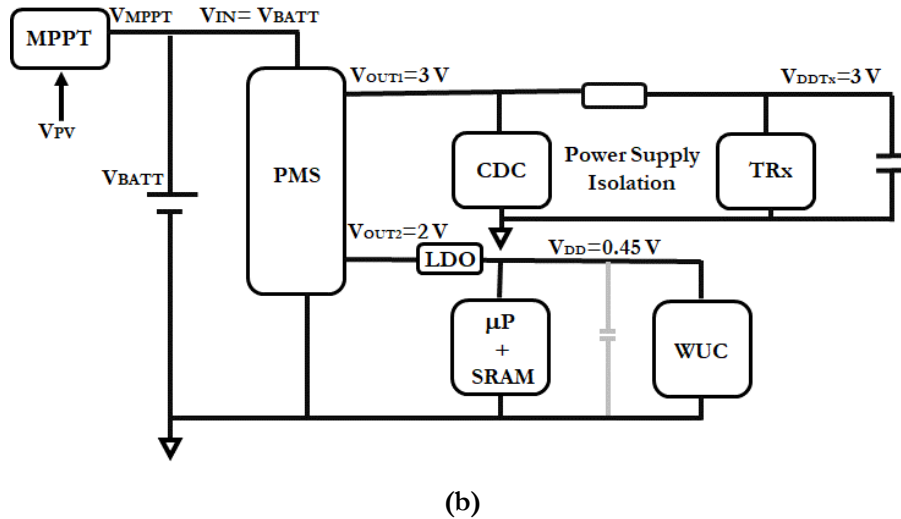 MPPT
VMPPT
VIN= VBATT
VPV
VBATT
PMS
VOUT1=3 V
VDDTx=3 V
CDC
Power Supply
Isolation
TRx
VOUT2=2 V
LDO
VDD=0.45 V
μP
+
SRAM
WUC
(b)